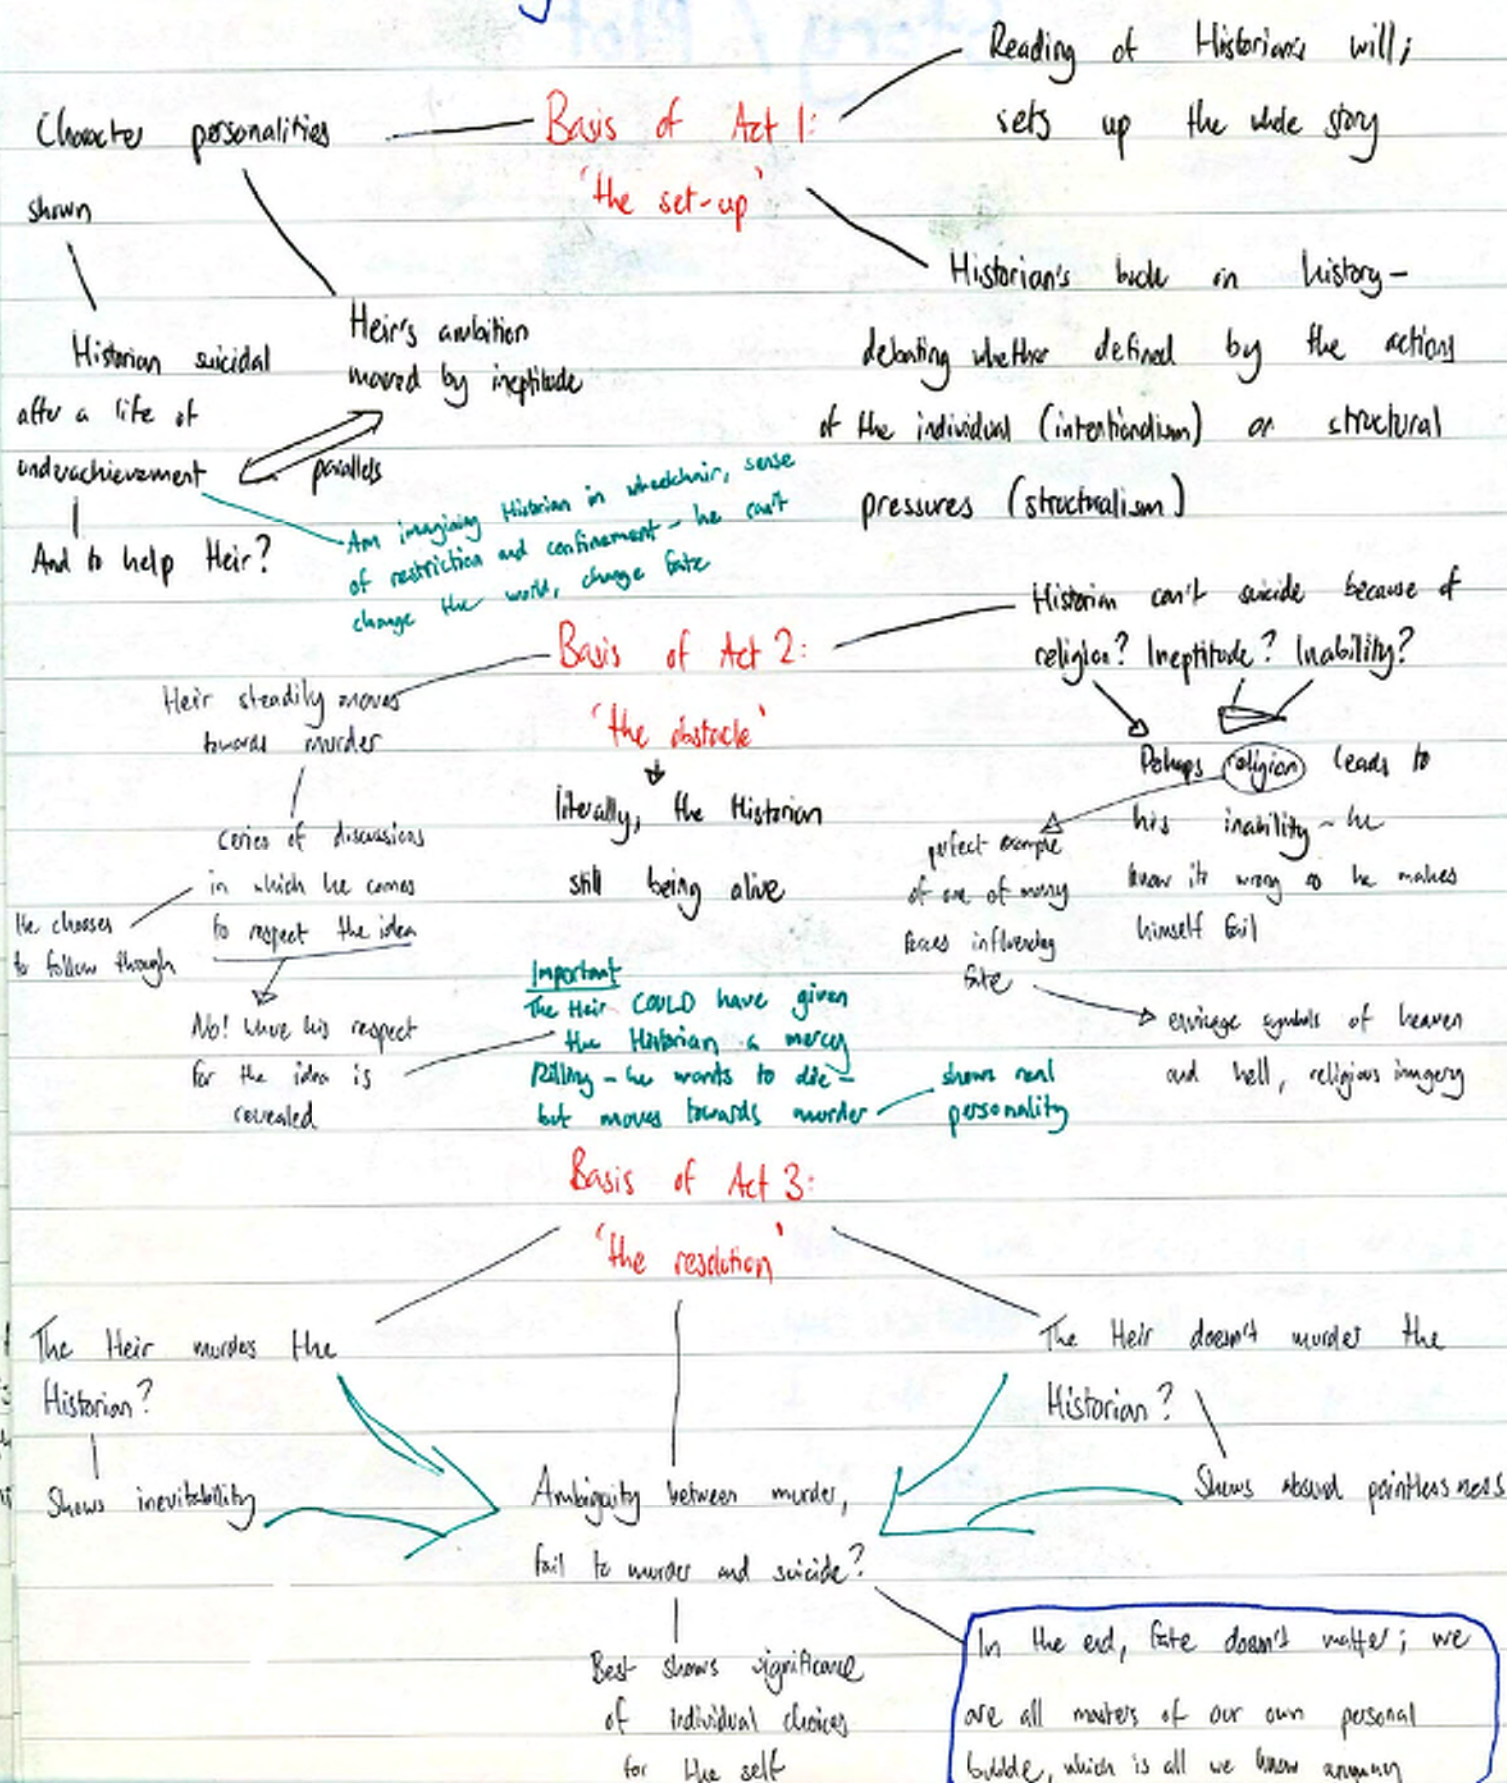 Story / Plot
Reading of Historian's will;
sets up the whole story
Basis of Act 1:
'the set-up'
Character personalities
shown
Historian suicidal
after a life of
underachievement
And to help Heir?
Heir's ambition
marred by ineptitude
parallels
Am imagining Historian in wheelchair, sense
of restriction and confinement - he can't
change the world, change fate
Historian's book on history -
debating whether defined by the actions
of the individual (intentionalism) or structural
pressures (structuralism)
Basis of Act 2:
'the obstacle'
literally, the Historian
still being alive
Heir steadily moves
towards murder
series of discussions
in which he comes
to respect the idea
He chooses
to follow through
No! Where his respect
for the idea is
revealed
Important
The Heir COULD have given
the Historian a mercy
killing - he wants to die -
but moves towards murder
shows real
personality
Historian can't suicide because of
religion? Ineptitude? Inability?
Perhaps religion leads to
his inability - he
know its wrong so he makes
himself fail
perfect example
of one of many
forces influencing
fate
envisage symbols of heaven
and hell, religious imagery
Basis of Act 3:
'the resolution'
The Heir murders the
Historian?
Shows inevitability
The Heir doesn't murder the
Historian?
Shows absurd pointlessness
Ambiguity between murder,
fail to murder and suicide?
Best shows significance
of individual choices
for the self
In the end, fate doesn't matter; we
are all masters of our own personal
bubble, which is all we know anyway